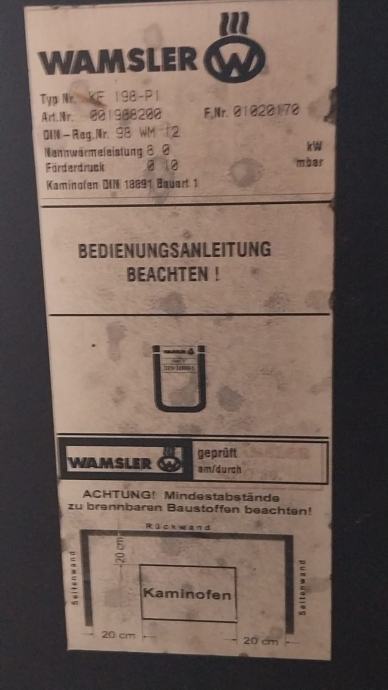 WAMSLER
Typ Nr. KF 198-P1
Art.Nr. 001988200 F.Nr. 01020170
DIN-Reg.Nr. 98 WM 12
Nennwärmeleistung 8 0 kW
Förderdruck 0 10 mbar
Kaminofen DIN 18891 Bauart 1
BEDIENUNGSANLEITUNG
BEACHTEN !
WAMSLER
geprüft
am/durch
ACHTUNG! Mindestabstände
zu brennbaren Baustoffen beachten!
Rückwand
20 cm
Seitenwand
Kaminofen
Seitenwand
20 cm
20 cm